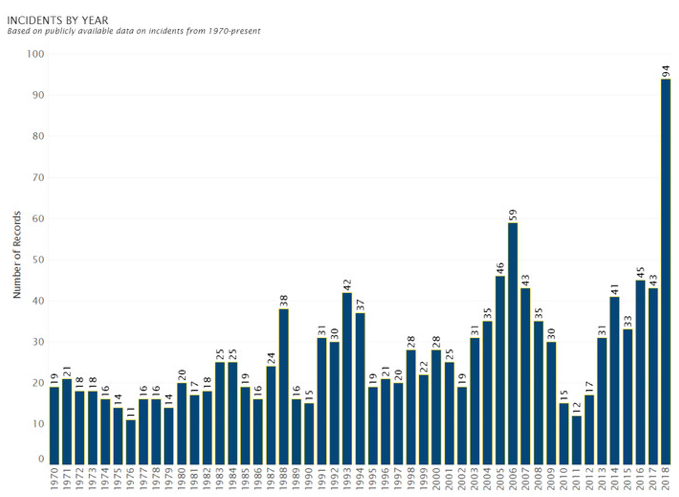 INCIDENTS BY YEAR
Based on publicly available data on incidents from 1970-present
Number of Records
100
90
80
70
60
50
40
30
20
10
0
19 21 18 18 16 14 11 16 16 14 20 17 18 25 25 19 16 24 38 16 15 31 30 42 37 19 21 20 28 22 28 25 19 31 35 46 59 43 35 30 15 12 17 31 41 33 45 43 94
1970 1971 1972 1973 1974 1975 1976 1977 1978 1979 1980 1981 1982 1983 1984 1985 1986 1987 1988 1989 1990 1991 1992 1993 1994 1995 1996 1997 1998 1999 2000 2001 2002 2003 2004 2005 2006 2007 2008 2009 2010 2011 2012 2013 2014 2015 2016 2017 2018